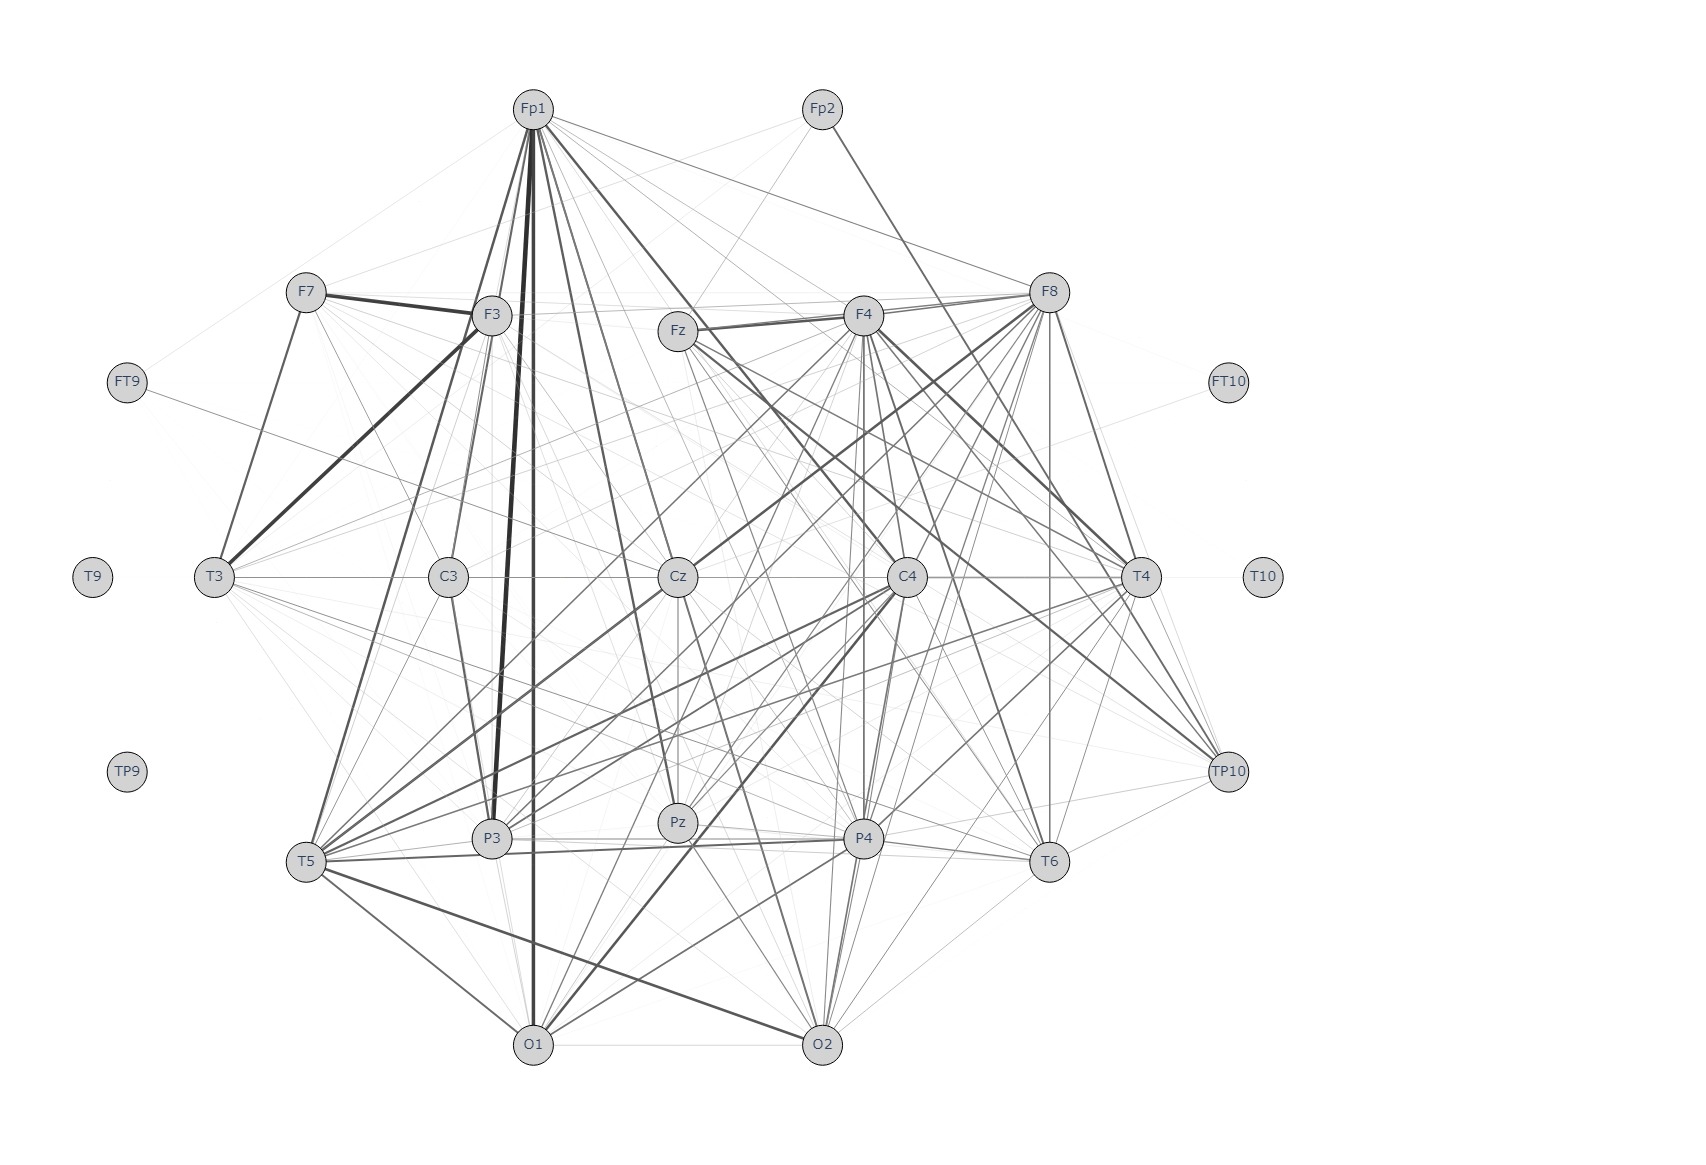 Fp1 Fp2
F7 F3 Fz F4 F8
FT9 FT10
T9 T3 C3 Cz C4 T4 T10
TP9 TP10
T5 P3 Pz P4 T6
O1 O2